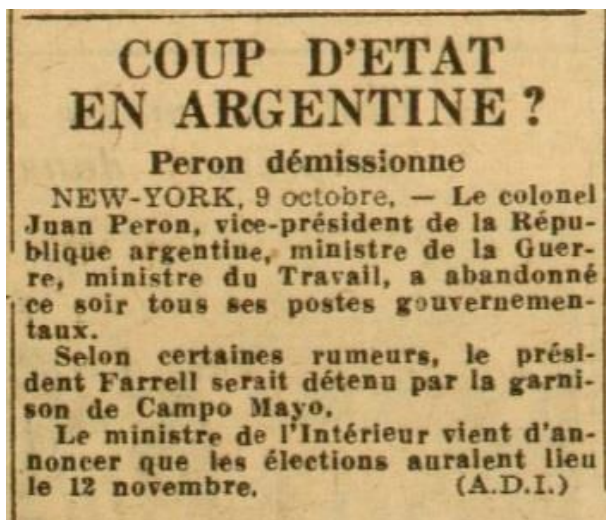 COUP D'ETAT
EN ARGENTINE ?
Peron démissionne
NEW-YORK, 9 octobre. — Le colonel
Juan Peron, vice-président de la Répu-
blique argentine, ministre de la Guer-
re, ministre du Travail, a abandonné
ce soir tous ses postes gouvernemen-
taux.
Selon certaines rumeurs, le prési-
dent Farrell serait détenu par la garni-
son de Campo Mayo.
Le ministre de l'Intérieur vient d'an-
noncer que les élections auraient lieu
le 12 novembre. (A.D.I.)